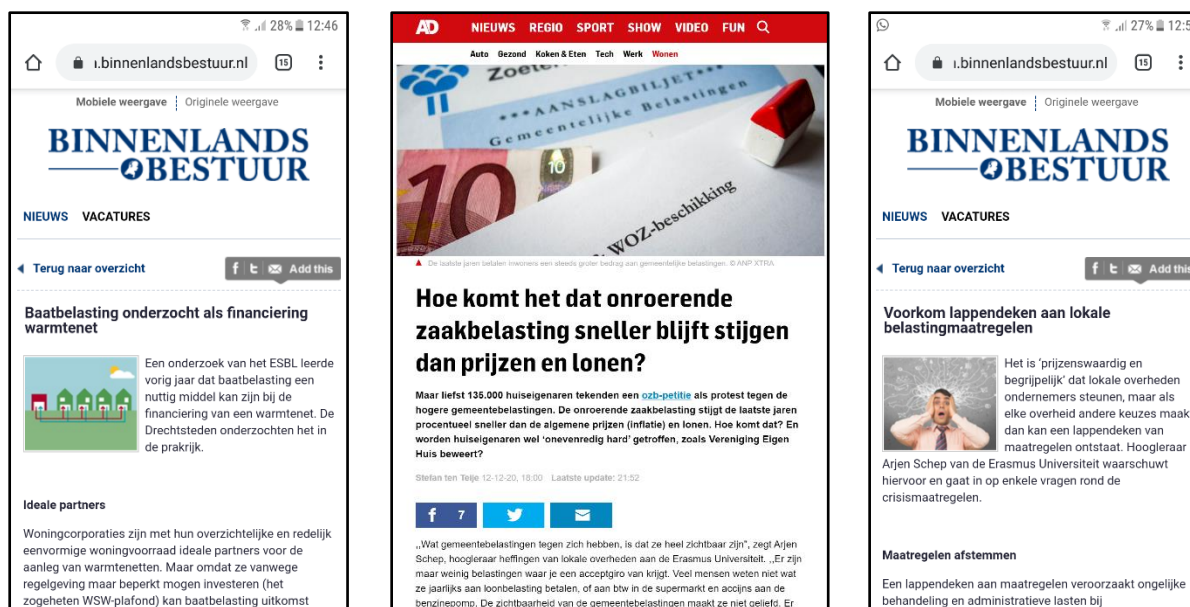 28% 12:46
ı.binnenlandsbestuur.nl 15
Mobiele weergave Originele weergave
BINNENLANDS
BESTUUR
NIEUWS VACATURES
Terug naar overzicht
Add this
Baatbelasting onderzocht als financiering
warmtenet
Een onderzoek van het ESBL leerde
vorig jaar dat baatbelasting een
nuttig middel kan zijn bij de
financiering van een warmtenet. De
Drechtsteden onderzochten het in
de prakrijk.
Ideale partners
Woningcorporaties zijn met hun overzichtelijke en redelijk
eenvormige woningvoorraad ideale partners voor de
aanleg van warmtenetten. Maar omdat ze vanwege
regelgeving maar beperkt mogen investeren (het
zogeheten WSW-plafond) kan baatbelasting uitkomst
AD NIEUWS REGIO SPORT SHOW VIDEO FUN
Auto Gezond Koken & Eten Tech Werk Wonen
Zoeter
***AANSLAGBILJET***
Gemeentelijke Belastingen
10
10
WOZ-beschikking
De laatste jaren betalen inwoners een steeds groter bedrag aan gemeentelijke belastingen. © ANP XTRA
Hoe komt het dat onroerende
zaakbelasting sneller blijft stijgen
dan prijzen en lonen?
Maar liefst 135.000 huiseigenaren tekenden een ozb-petitie als protest tegen de
hogere gemeentebelastingen. De onroerende zaakbelasting stijgt de laatste jaren
procentueel sneller dan de algemene prijzen (inflatie) en lonen. Hoe komt dat? En
worden huiseigenaren wel ‘onevenredig hard’ getroffen, zoals Vereniging Eigen
Huis beweert?
Stefan ten Teije 12-12-20, 18:00 Laatste update: 21:52
f 7
„Wat gemeentebelastingen tegen zich hebben, is dat ze heel zichtbaar zijn”, zegt Arjen
Schep, hoogleraar heffingen van lokale overheden aan de Erasmus Universiteit. „Er zijn
maar weinig belastingen waar je een acceptgiro van krijgt. Veel mensen weten niet wat
ze jaarlijks aan loonbelasting betalen, of aan btw in de supermarkt en accijns aan de
benzinepomp. De zichtbaarheid van de gemeentebelastingen maakt ze niet geliefd. Er
27% 12:5
ı.binnenlandsbestuur.nl 15
Mobiele weergave Originele weergave
BINNENLANDS
BESTUUR
NIEUWS VACATURES
Terug naar overzicht
Add this
Voorkom lappendeken aan lokale
belastingmaatregelen
Het is ‘prijzenswaardig en
begrijpelijk’ dat lokale overheden
ondernemers steunen, maar als
elke overheid andere keuzes maak
dan kan een lappendeken van
maatregelen ontstaat. Hoogleraar
Arjen Schep van de Erasmus Universiteit waarschuwt
hiervoor en gaat in op enkele vragen rond de
crisismaatregelen.
Maatregelen afstemmen
Een lappendeken aan maatregelen veroorzaakt ongelijke
behandeling en administratieve lasten bij